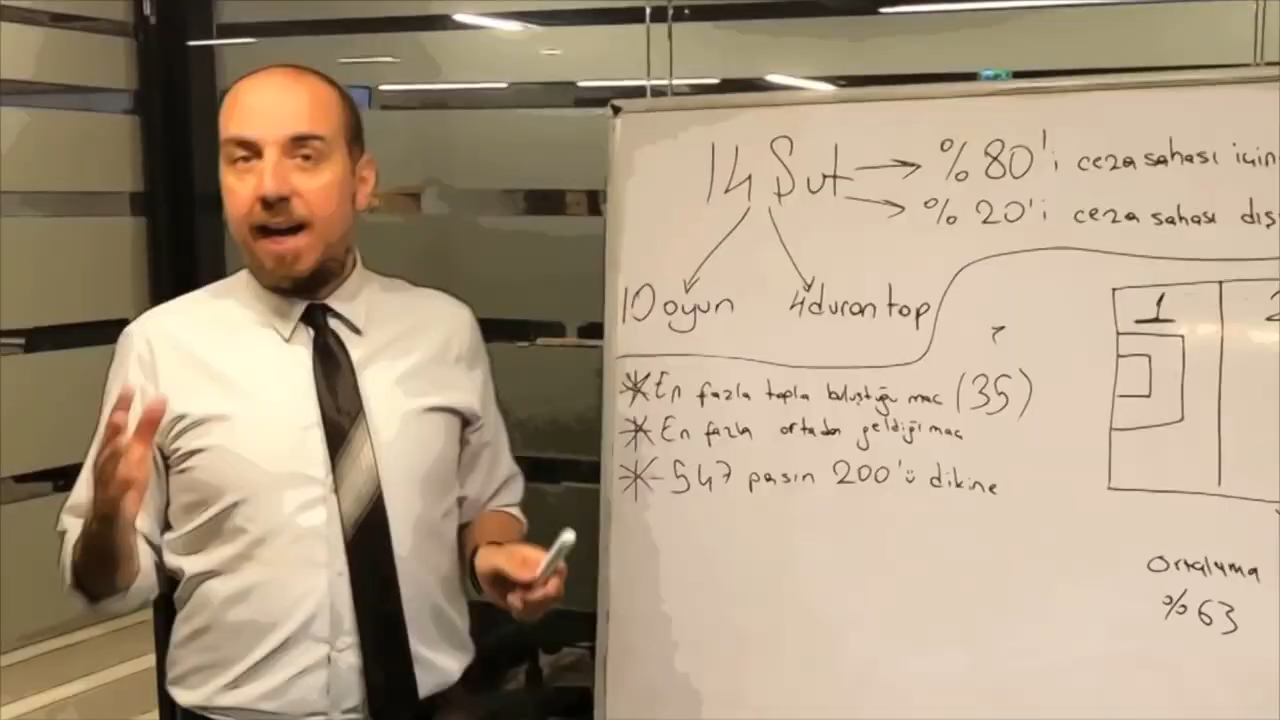 14 Şut → %80'i ceza sahası için
→ %20'i ceza sahası dış
10 oyun 4 duran top
1 2
En fazla topla buluştuğu maç (35)
En fazla ortadan geldiği maç
547 pasın 200'ü dikine
Ortalama
%63